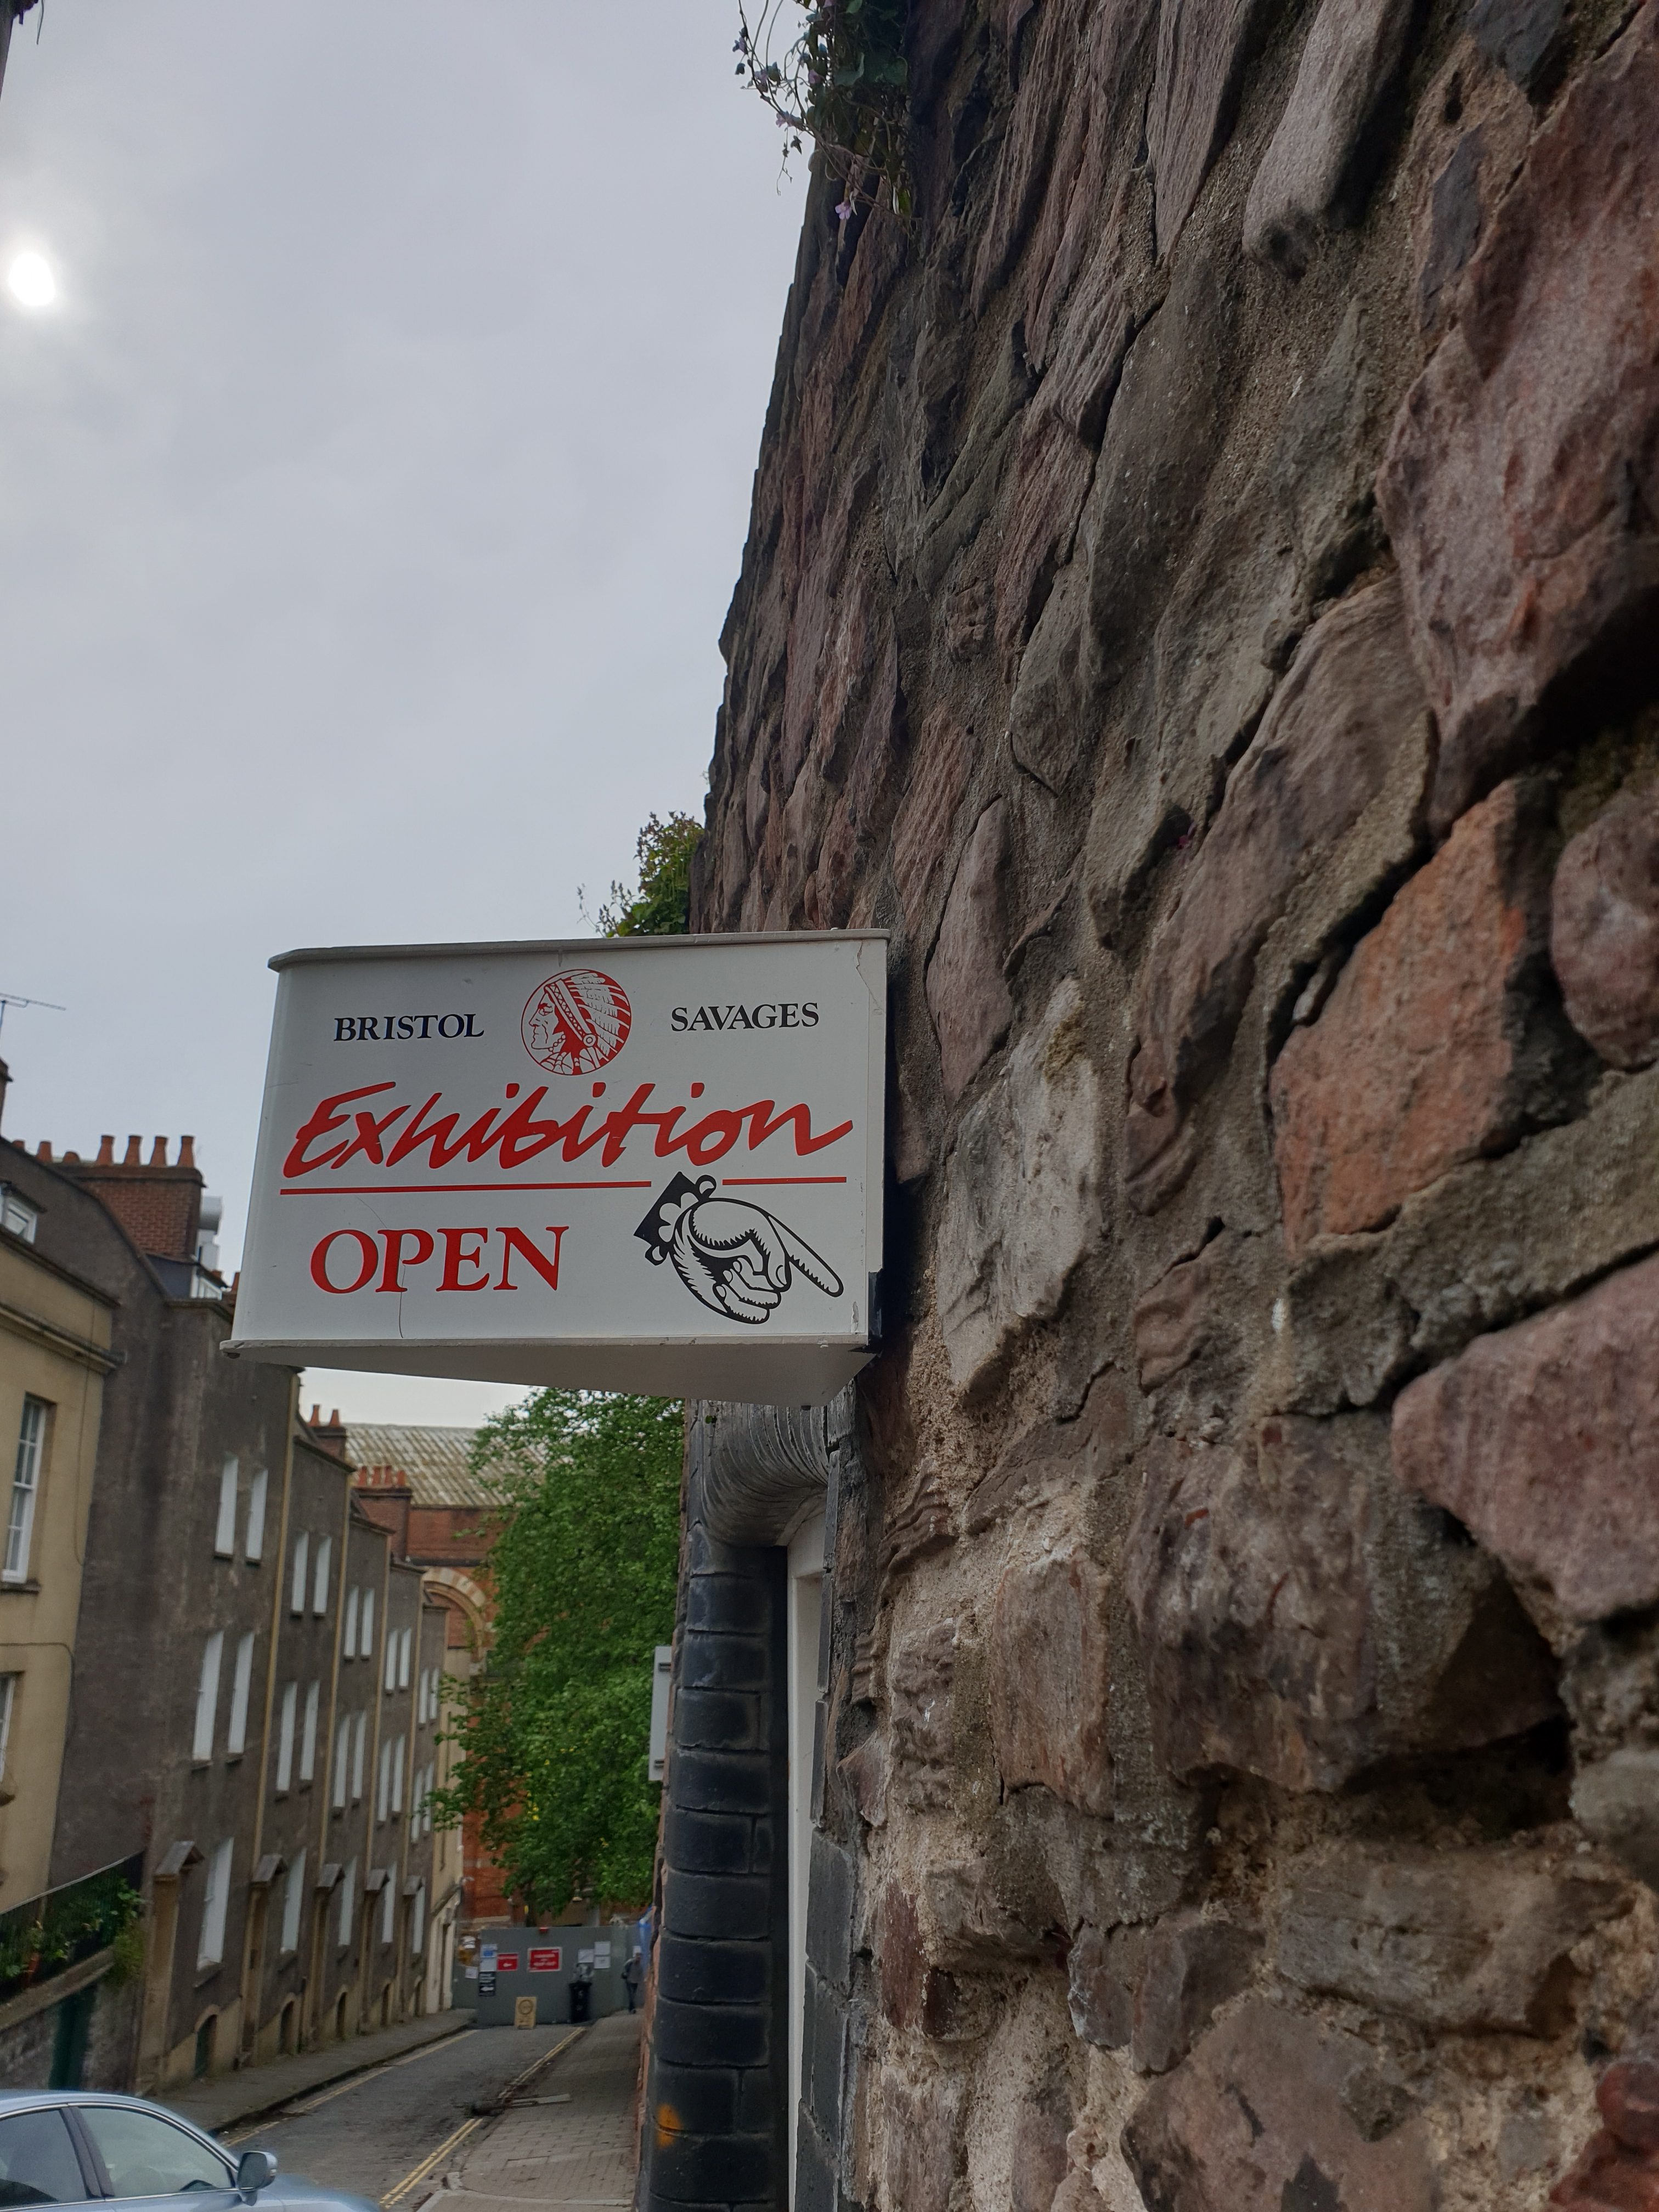 BRISTOL SAVAGES
Exhibition
OPEN